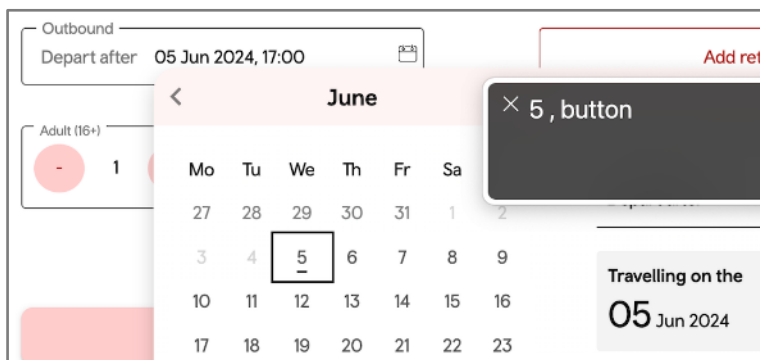 Outbound
Depart after 05 Jun 2024, 17:00
Add ret
June
× 5 , button
Adult (16+)
- 1
Mo Tu We Th Fr Sa
27 28 29 30 31 1 2
3 4 5 6 7 8 9
10 11 12 13 14 15 16
17 18 19 20 21 22 23
Travelling on the
05 Jun 2024